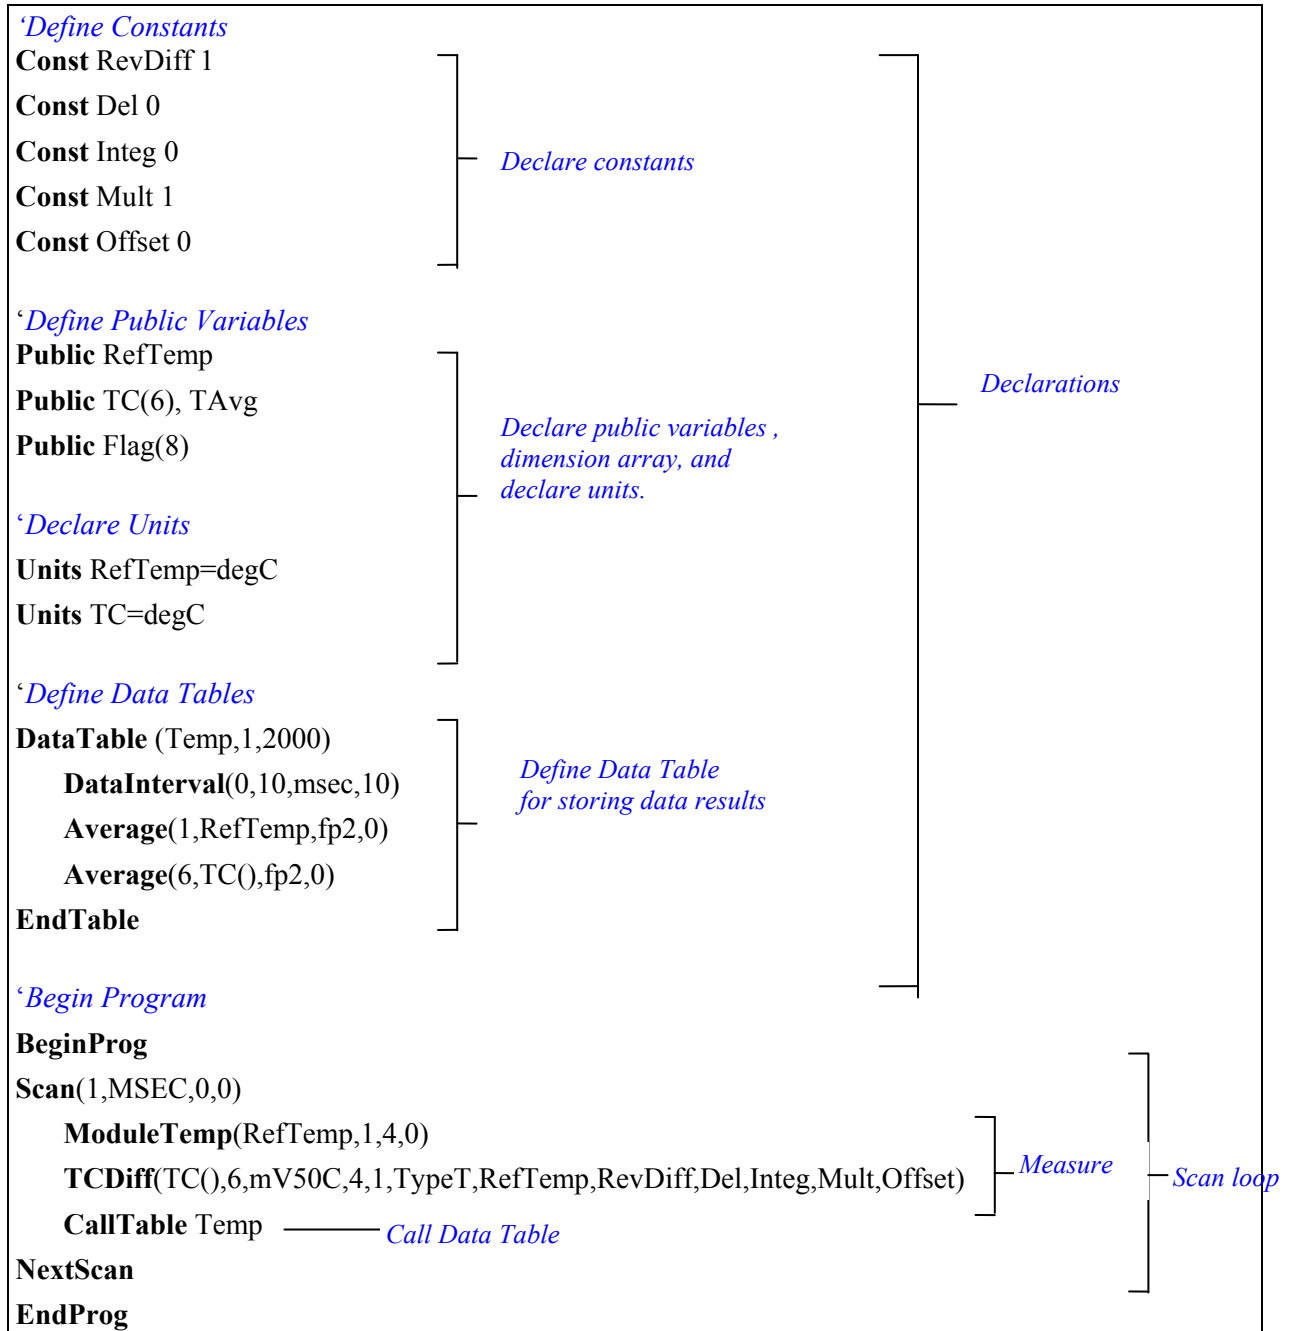 ‘Define Constants
Const RevDiff 1
Const Del 0
Const Integ 0
Declare constants
Const Mult 1
Const Offset 0
‘Define Public Variables
Public RefTemp
Public TC(6), TAvg
Public Flag(8)
Declare public variables ,
dimension array, and
declare units.
Declarations
‘Declare Units
Units RefTemp=degC
Units TC=degC
‘Define Data Tables
DataTable (Temp,1,2000)
DataInterval(0,10,msec,10)
Average(1,RefTemp,fp2,0)
Average(6,TC(),fp2,0)
EndTable
Define Data Table
for storing data results
‘Begin Program
BeginProg
Scan(1,MSEC,0,0)
ModuleTemp(RefTemp,1,4,0)
TCDiff(TC(),6,mV50C,4,1,TypeT,RefTemp,RevDiff,Del,Integ,Mult,Offset)
Measure
Scan loop
CallTable Temp
Call Data Table
NextScan
EndProg